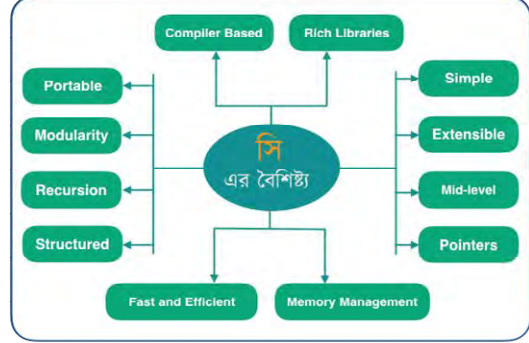 Compiler Based
Rich Libraries
Portable
Simple
Modularity
Extensible
সি
এর বৈশিষ্ট্য
Recursion
Mid-level
Structured
Pointers
Fast and Efficient
Memory Management